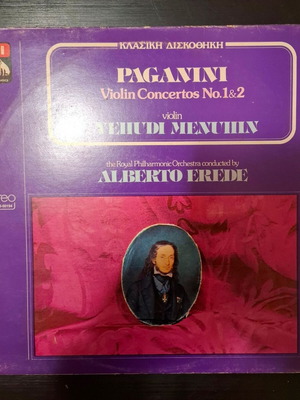 ΚΛΑΣΙΚΗ ΔΙΣΚΟΘΗΚΗ
PAGANINI
Violin Concertos No.1&2
violin
YEHUDI MENUHIN
the Royal Philharmonic Orchestra conducted by
ALBERTO EREDE